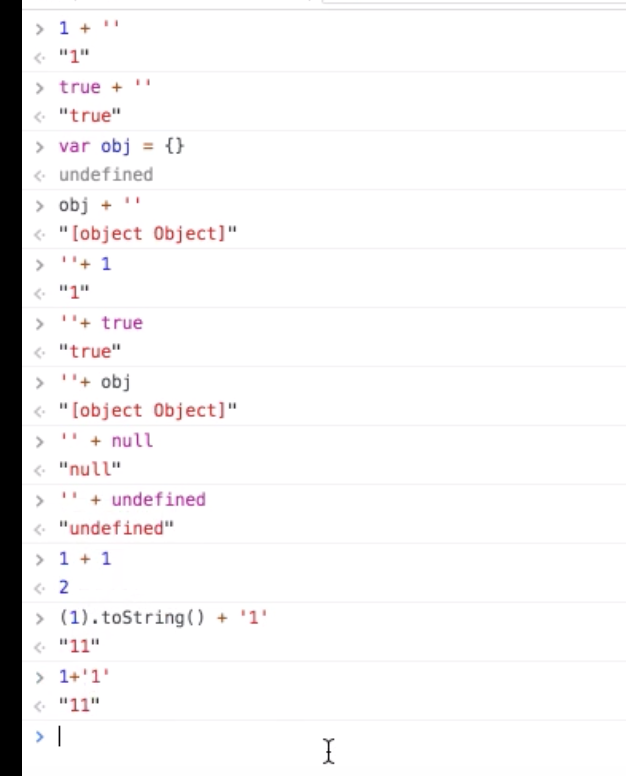 > 1 + ''
<· "1"
> true + ''
<· "true"
> var obj = {}
<· undefined
> obj + ''
<· "[object Object]"
> ''+ 1
<· "1"
> ''+ true
<· "true"
> ''+ obj
<· "[object Object]"
> '' + null
<· "null"
> '' + undefined
<· "undefined"
> 1 + 1
<· 2
> (1).toString() + '1'
<· "11"
> 1+'1'
<· "11"
>